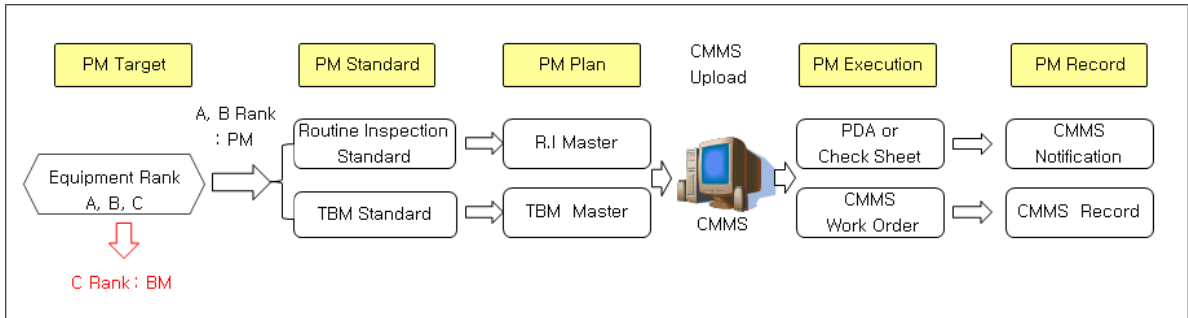 PM Target
PM Standard
PM Plan
CMMS
Upload
PM Execution
PM Record
A, B Rank
: PM
Equipment Rank
A, B, C
C Rank : BM
Routine Inspection
Standard
R.I Master
TBM Standard
TBM Master
CMMS
PDA or
Check Sheet
CMMS
Notification
CMMS
Work Order
CMMS Record